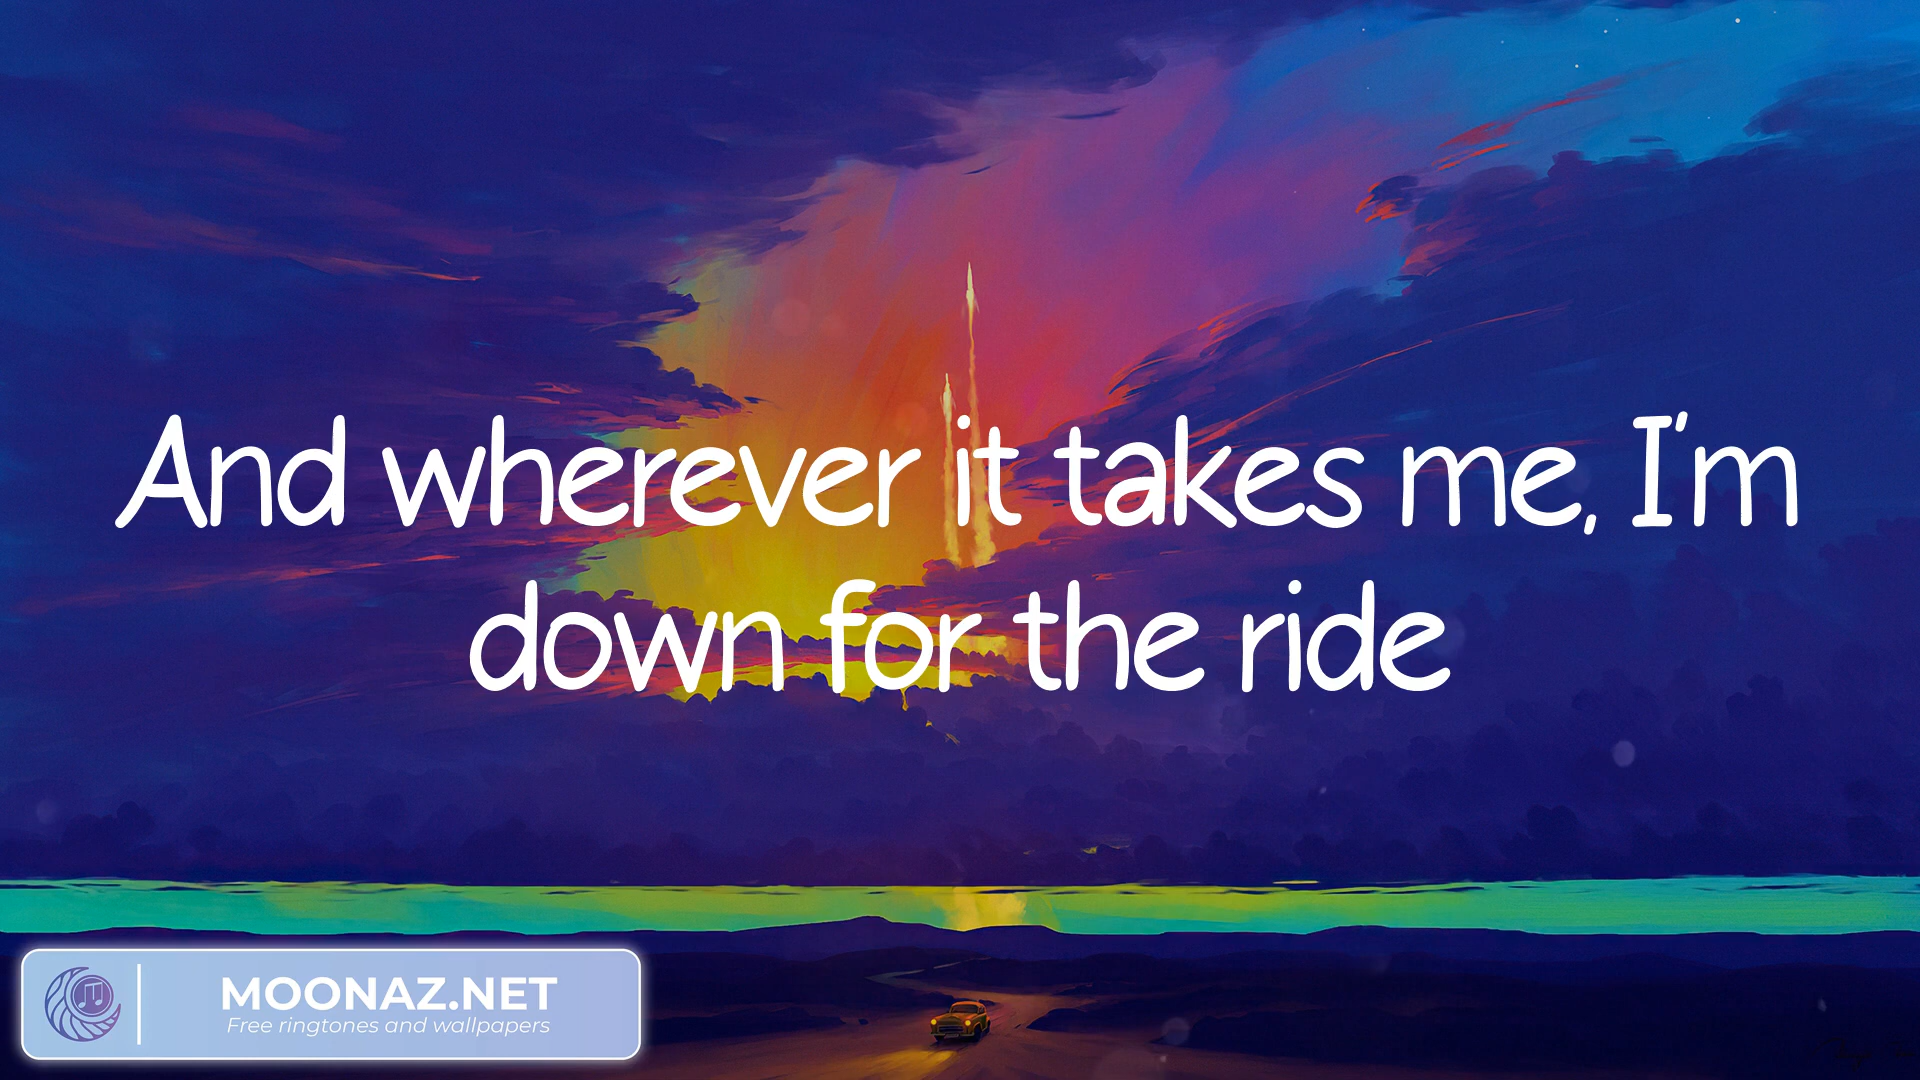 And wherever it takes me, I'm
down for the ride
MOONAZ.NET
Free ringtones and wallpapers